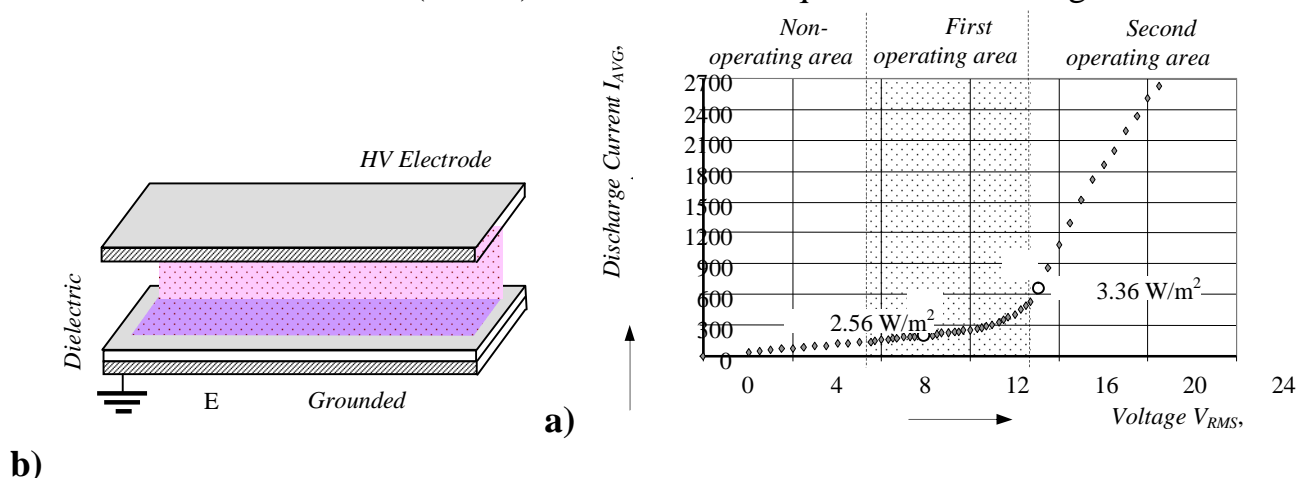 Non-
operating area
First
operating area
Second
operating area
HV Electrode
Dielectric
E
Grounded
a)
Discharge Current I_AVG,
2700
2400
2100
1800
1500
1200
900
600
300
0
2.56 W/m²
3.36 W/m²
0 4 8 12 16 20 24
Voltage V_RMS,
b)